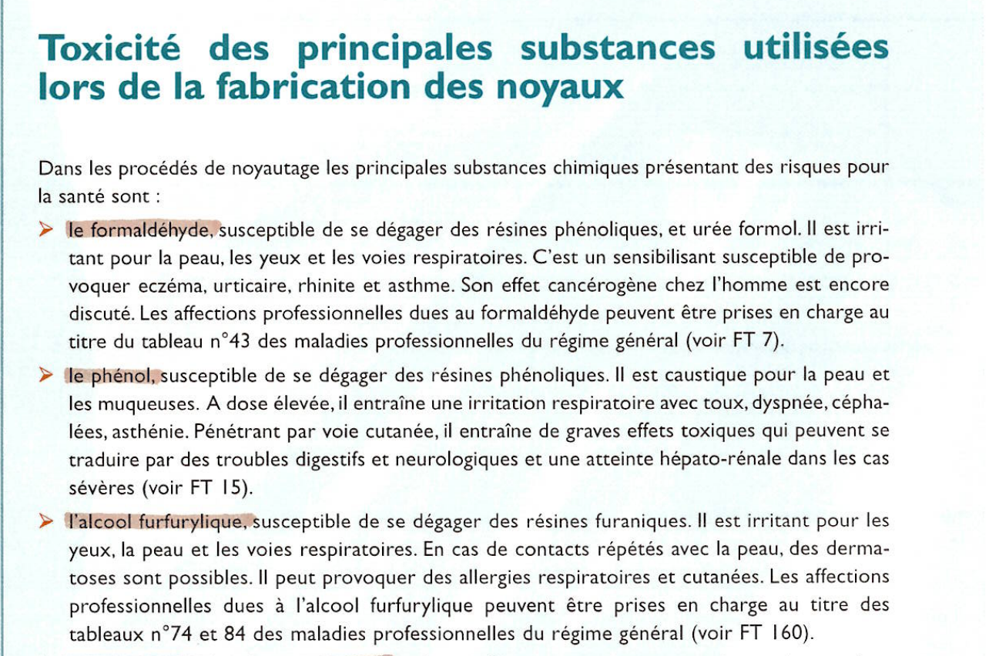 Toxicité des principales substances utilisées
lors de la fabrication des noyaux
Dans les procédés de noyautage les principales substances chimiques présentant des risques pour
la santé sont :
➢ le formaldéhyde, susceptible de se dégager des résines phénoliques, et urée formol. Il est irri-
tant pour la peau, les yeux et les voies respiratoires. C'est un sensibilisant susceptible de pro-
voquer eczéma, urticaire, rhinite et asthme. Son effet cancérogène chez l'homme est encore
discuté. Les affections professionnelles dues au formaldéhyde peuvent être prises en charge au
titre du tableau n°43 des maladies professionnelles du régime général (voir FT 7).
➢ le phénol, susceptible de se dégager des résines phénoliques. Il est caustique pour la peau et
les muqueuses. A dose élevée, il entraîne une irritation respiratoire avec toux, dyspnée, cépha-
lées, asthénie. Pénétrant par voie cutanée, il entraîne de graves effets toxiques qui peuvent se
traduire par des troubles digestifs et neurologiques et une atteinte hépato-rénale dans les cas
sévères (voir FT 15).
➢ l'alcool furfurylique, susceptible de se dégager des résines furaniques. Il est irritant pour les
yeux, la peau et les voies respiratoires. En cas de contacts répétés avec la peau, des derma-
toses sont possibles. Il peut provoquer des allergies respiratoires et cutanées. Les affections
professionnelles dues à l'alcool furfurylique peuvent être prises en charge au titre des
tableaux n°74 et 84 des maladies professionnelles du régime général (voir FT 160).